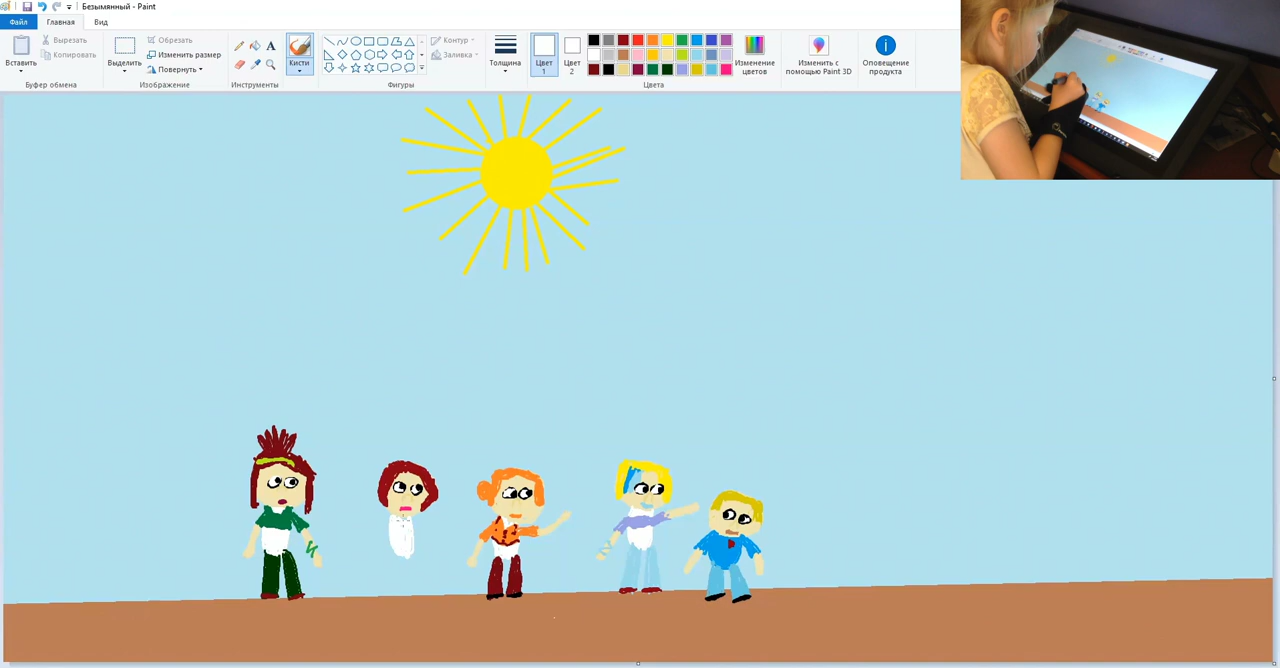 Безымянный - Paint
Файл
Главная
Вид
Вставить
Вырезать
Копировать
Буфер обмена
Выделить
Обрезать
Изменить размер
Повернуть
Изображение
A
Инструменты
Кисти
Контур
Заливка
Фигуры
Толщина
Цвет
1
Цвет
2
Изменение
цветов
Цвета
Изменить с
помощью Paint 3D
Оповещение
продукта